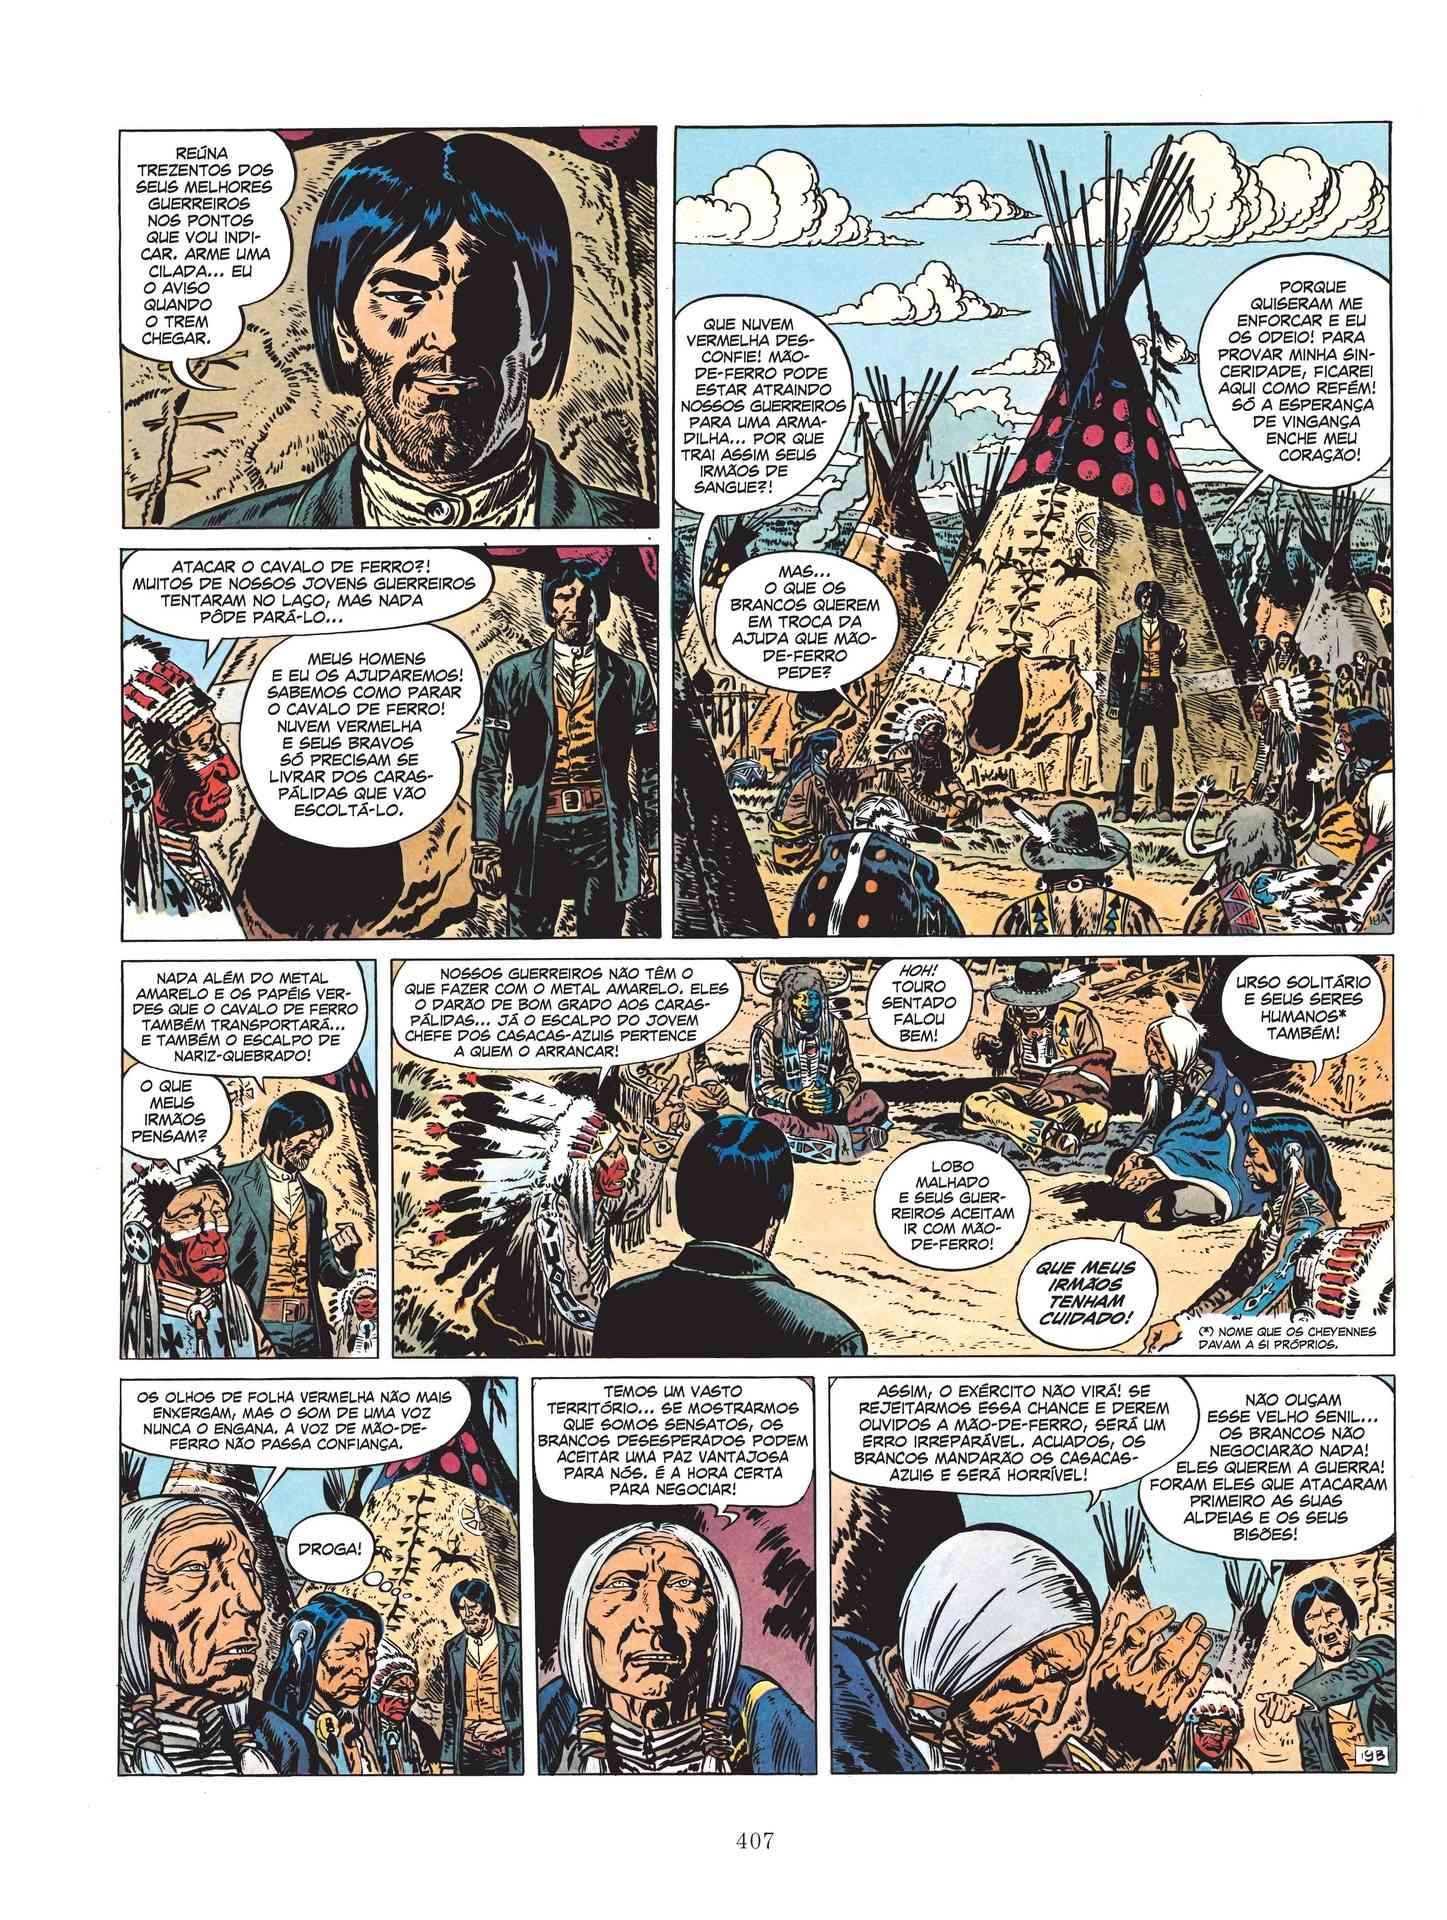 REÚNA
TREZENTOS DOS
SEUS MELHORES
GUERREIROS
NOS PONTOS
QUE VOU INDI-
CAR. ARME UMA
CILADA... EU
O AVISO
QUANDO
O TREM
CHEGAR.
QUE NUVEM
VERMELHA DES-
CONFIE! MÃO-
DE-FERRO PODE
ESTAR ATRAINDO
NOSSOS GUERREIROS
PARA UMA ARMA-
DILHA... POR QUE
TRAI ASSIM SEUS
IRMÃOS DE
SANGUE?!
PORQUE
QUISERAM ME
ENFORCAR E EU
OS ODEIO! PARA
PROVAR MINHA SIN-
CERIDADE, FICAREI
AQUI COMO REFÉM!
SÓ A ESPERANÇA
DE VINGANÇA
ENCHE MEU
CORAÇÃO!
MAS...
O QUE OS
BRANCOS QUEREM
EM TROCA DA
AJUDA QUE MÃO-
DE-FERRO
PEDE?
19A
ATACAR O CAVALO DE FERRO?!
MUITOS DE NOSSOS JOVENS GUERREIROS
TENTARAM NO LAÇO, MAS NADA
PÔDE PARÁ-LO...
MEUS HOMENS
E EU OS AJUDAREMOS!
SABEMOS COMO PARAR
O CAVALO DE FERRO!
NUVEM VERMELHA
E SEUS BRAVOS
SÓ PRECISAM SE
LIVRAR DOS CARAS-
PÁLIDAS QUE VÃO
ESCOLTÁ-LO.
NADA ALÉM DO METAL
AMARELO E OS PAPÉIS VER-
DES QUE O CAVALO DE FERRO
TAMBÉM TRANSPORTARÁ...
E TAMBÉM O ESCALPO DE
NARIZ-QUEBRADO!
O QUE
MEUS
IRMÃOS
PENSAM?
NOSSOS GUERREIROS NÃO TÊM O
QUE FAZER COM O METAL AMARELO. ELES
O DARÃO DE BOM GRADO AOS CARAS-
PÁLIDAS... JÁ O ESCALPO DO JOVEM
CHEFE DOS CASACAS-AZUIS PERTENCE
A QUEM O ARRANCAR!
HOH!
TOURO
SENTADO
FALOU
BEM!
URSO SOLITÁRIO
E SEUS SERES
HUMANOS*
TAMBÉM!
LOBO
MALHADO
E SEUS GUER-
REIROS ACEITAM
IR COM MÃO-
DE-FERRO!
QUE MEUS
IRMÃOS
TENHAM
CUIDADO!
(*) NOME QUE OS CHEYENNES
DAVAM A SI PRÓPRIOS.
OS OLHOS DE FOLHA VERMELHA NÃO MAIS
ENXERGAM, MAS O SOM DE UMA VOZ
NUNCA O ENGANA. A VOZ DE MÃO-DE-
FERRO NÃO PASSA CONFIANÇA.
DROGA!
TEMOS UM VASTO
TERRITÓRIO... SE MOSTRARMOS
QUE SOMOS SENSATOS, OS
BRANCOS DESESPERADOS PODEM
ACEITAR UMA PAZ VANTAJOSA
PARA NÓS. É A HORA CERTA
PARA NEGOCIAR!
ASSIM, O EXÉRCITO NÃO VIRÁ! SE
REJEITARMOS ESSA CHANCE E DEREM
OUVIDOS A MÃO-DE-FERRO, SERÁ UM
ERRO IRREPARÁVEL. ACUADOS, OS
BRANCOS MANDARÃO OS CASACAS-
AZUIS E SERÁ HORRÍVEL!
NÃO OUÇAM
ESSE VELHO SENIL...
OS BRANCOS NÃO
NEGOCIARÃO NADA!
ELES QUEREM A GUERRA!
FORAM ELES QUE ATACARAM
PRIMEIRO AS SUAS
ALDEIAS E OS SEUS
BISÕES!
19B
407